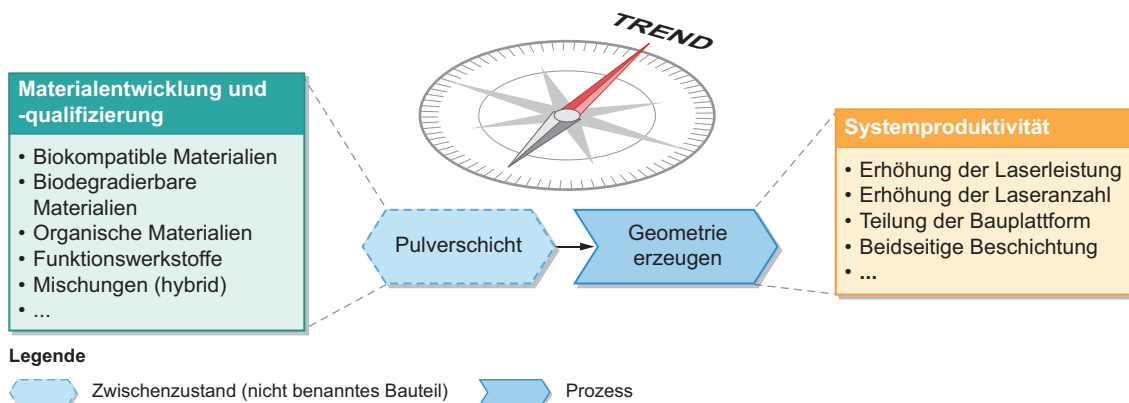 TREND
Materialentwicklung und
-qualifizierung
• Biokompatible Materialien
• Biodegradierbare
Materialien
• Organische Materialien
• Funktionswerkstoffe
• Mischungen (hybrid)
• ...
Pulverschicht
Geometrie
erzeugen
Systemproduktivität
• Erhöhung der Laserleistung
• Erhöhung der Laseranzahl
• Teilung der Bauplattform
• Beidseitige Beschichtung
• ...
Legende
Zwischenzustand (nicht benanntes Bauteil)
Prozess